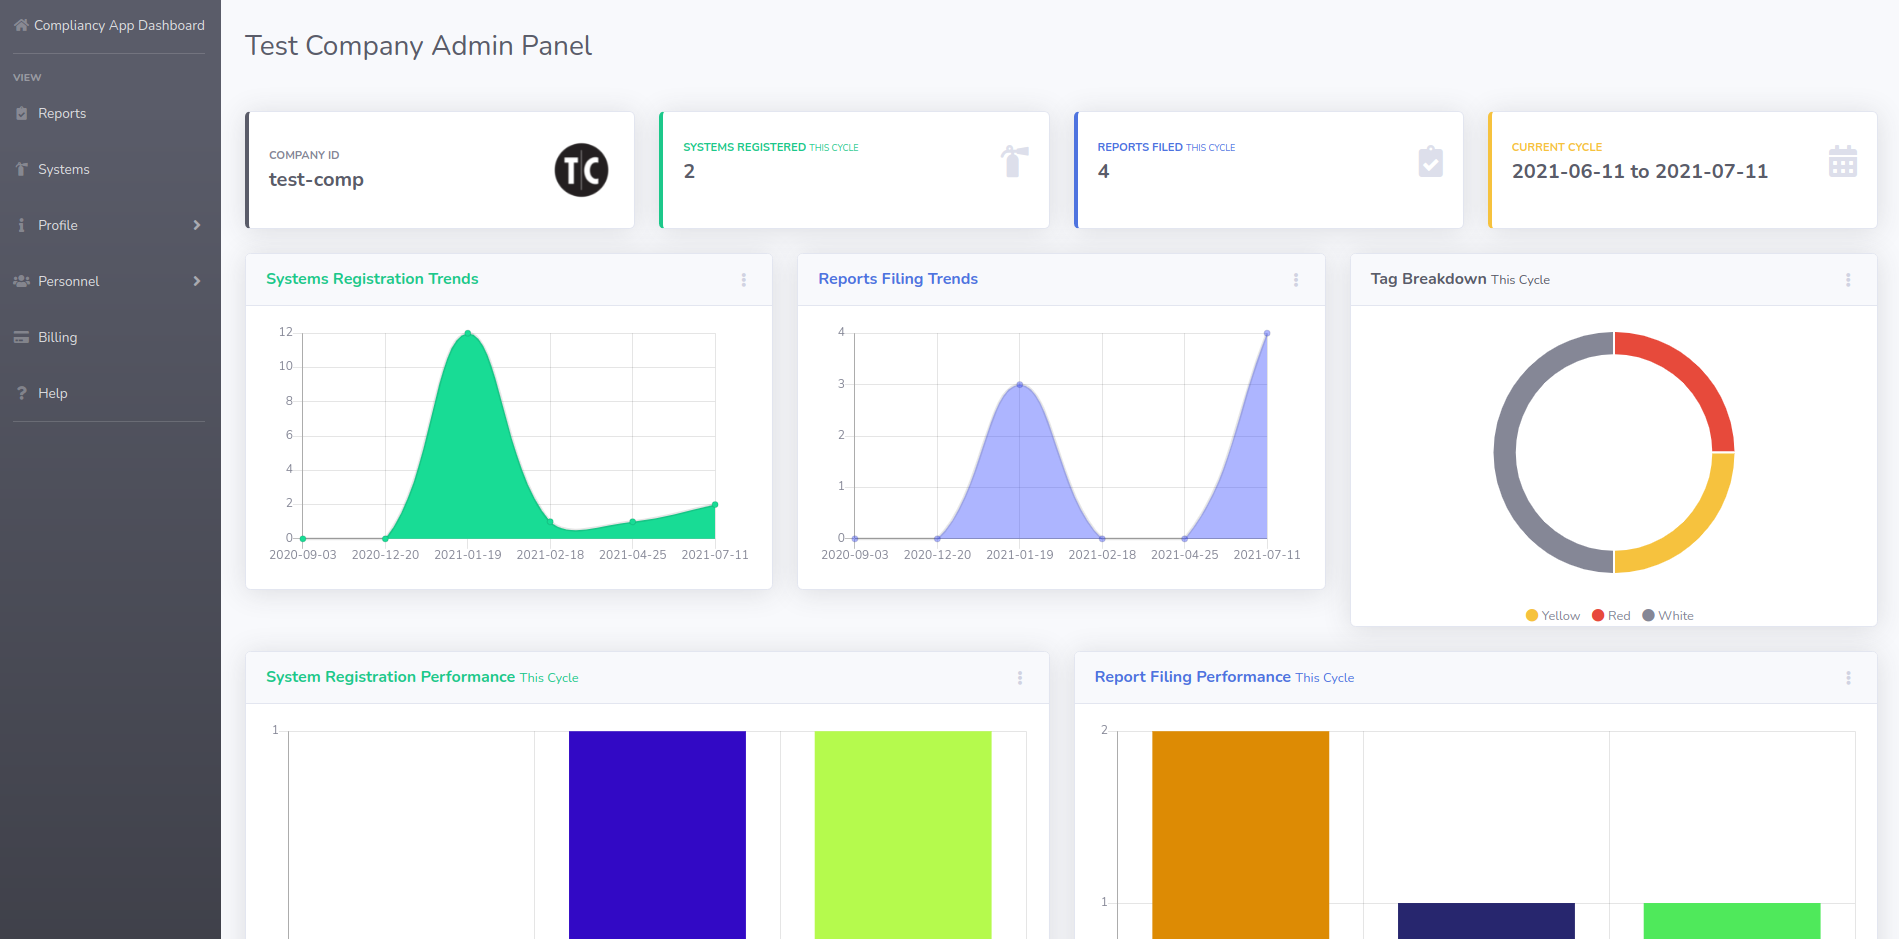 Compliancy App Dashboard
VIEW
Reports
Systems
Profile
Personnel
Billing
Help
Test Company Admin Panel
COMPANY ID
test-comp
T|C
SYSTEMS REGISTERED THIS CYCLE
2
REPORTS FILED THIS CYCLE
4
CURRENT CYCLE
2021-06-11 to 2021-07-11
Systems Registration Trends
12
10
8
6
4
2
0
2020-09-03 2020-12-20 2021-01-19 2021-02-18 2021-04-25 2021-07-11
Reports Filing Trends
4
3
2
1
0
2020-09-03 2020-12-20 2021-01-19 2021-02-18 2021-04-25 2021-07-11
Tag Breakdown This Cycle
Yellow Red White
System Registration Performance This Cycle
1
Report Filing Performance This Cycle
2
1